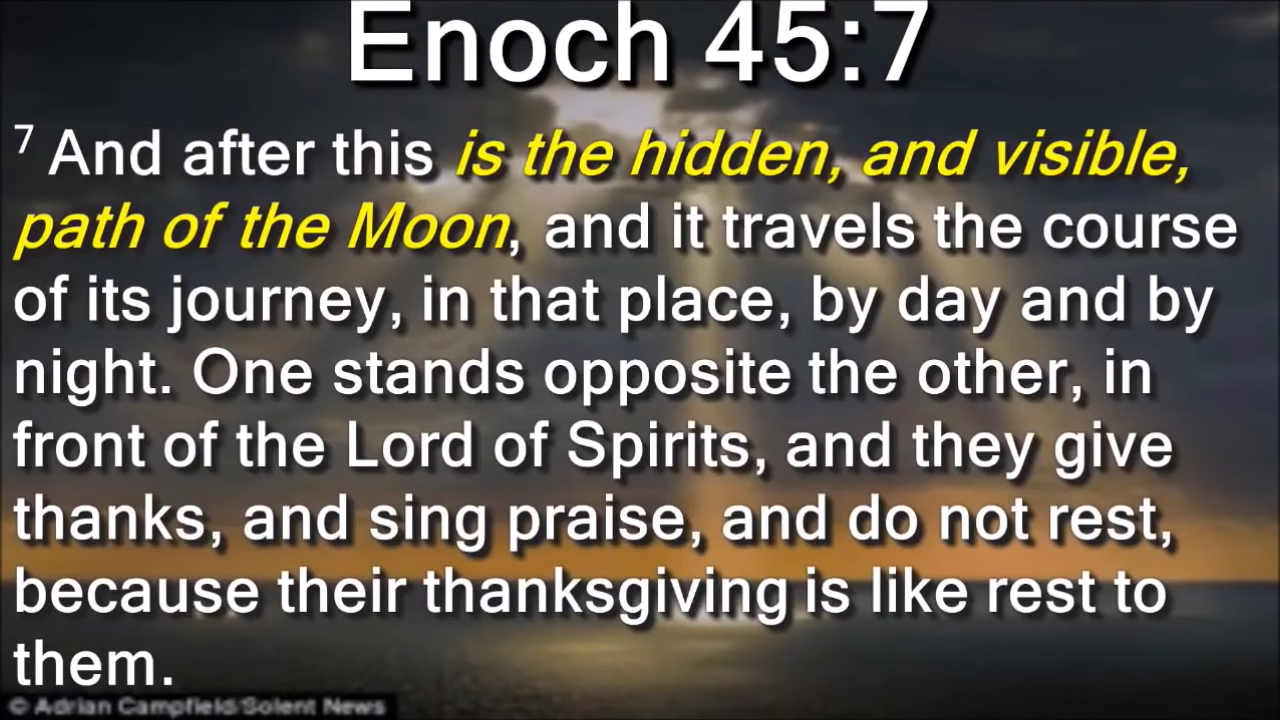 Enoch 45:7
7 And after this is the hidden, and visible,
path of the Moon, and it travels the course
of its journey, in that place, by day and by
night. One stands opposite the other, in
front of the Lord of Spirits, and they give
thanks, and sing praise, and do not rest,
because their thanksgiving is like rest to
them.
© Adrian Campfield/Solent News